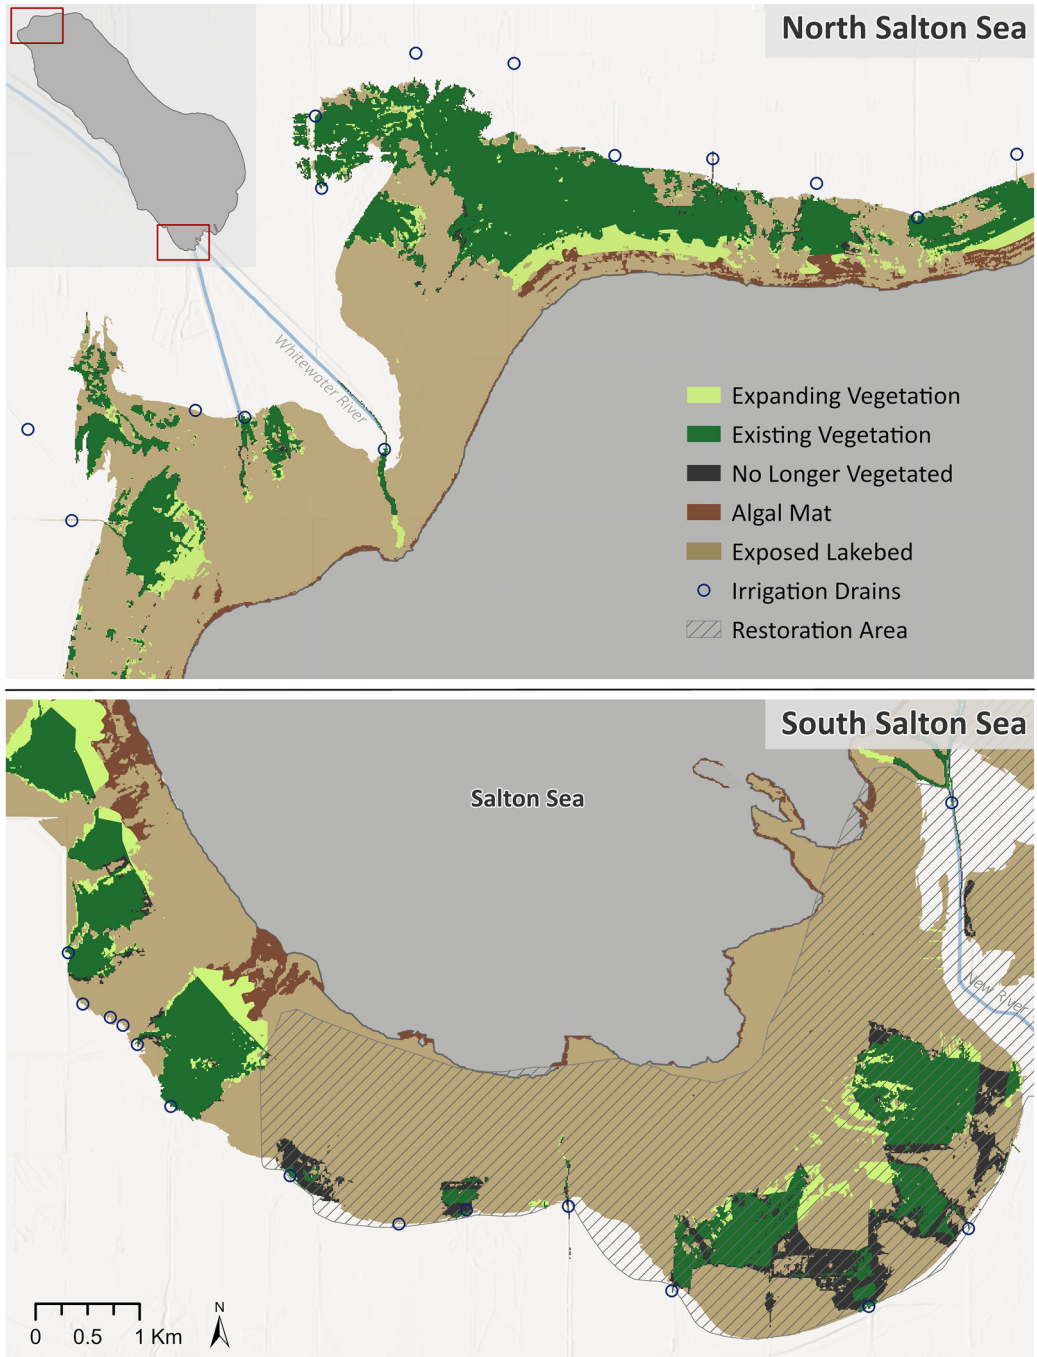 North Salton Sea
Whitewater River
Expanding Vegetation
Existing Vegetation
No Longer Vegetated
Algal Mat
Exposed Lakebed
Irrigation Drains
Restoration Area
South Salton Sea
Salton Sea
New River
N
0 0.5 1 Km